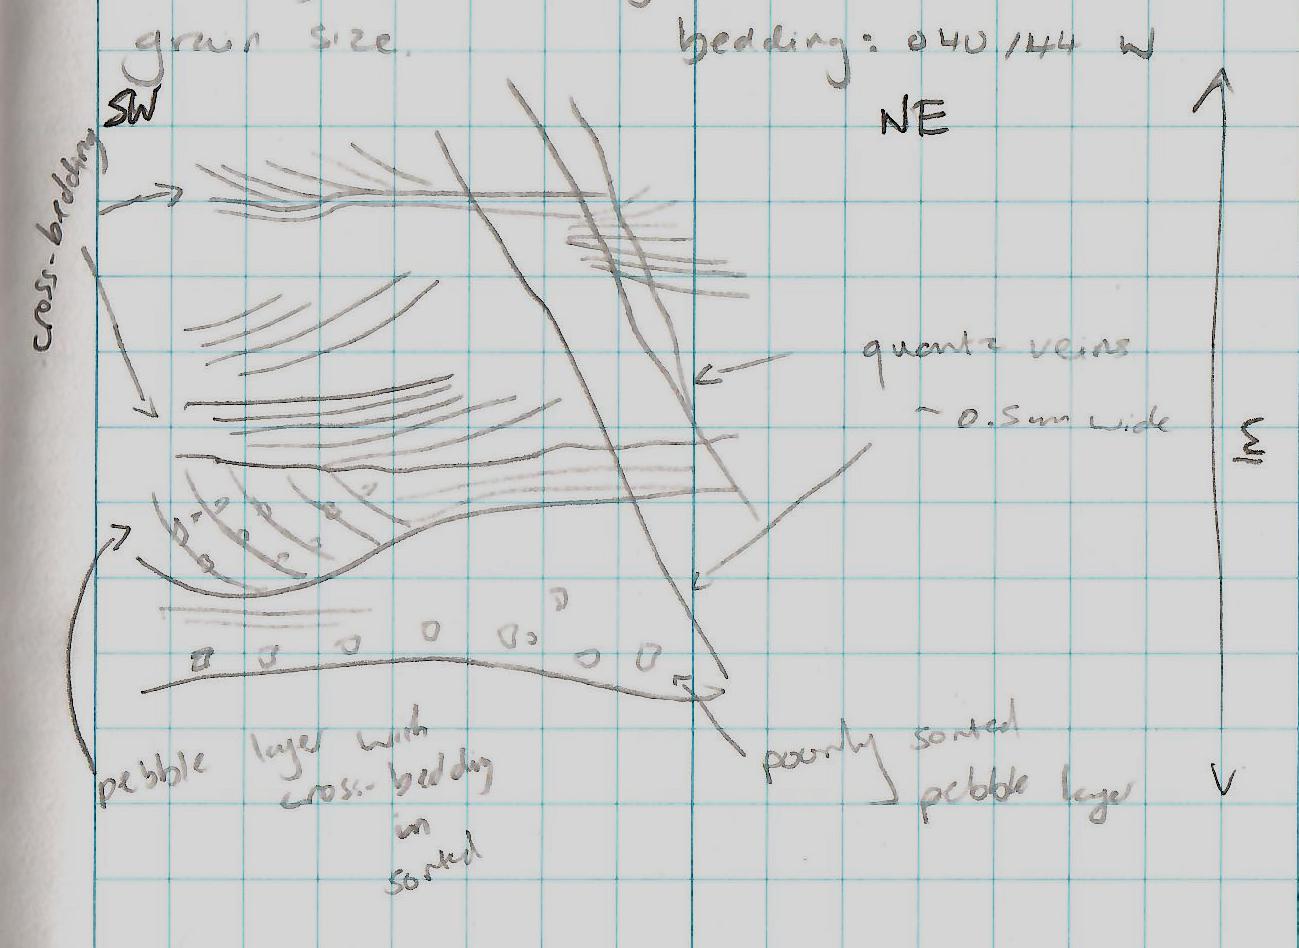 grain size.
bedding: 040/44 W
SW
NE
cross-bedding
quartz veins
~ 0.5mm wide
m
pebble layer with
cross-bedding
in
sorted
poorly sorted
pebble layer